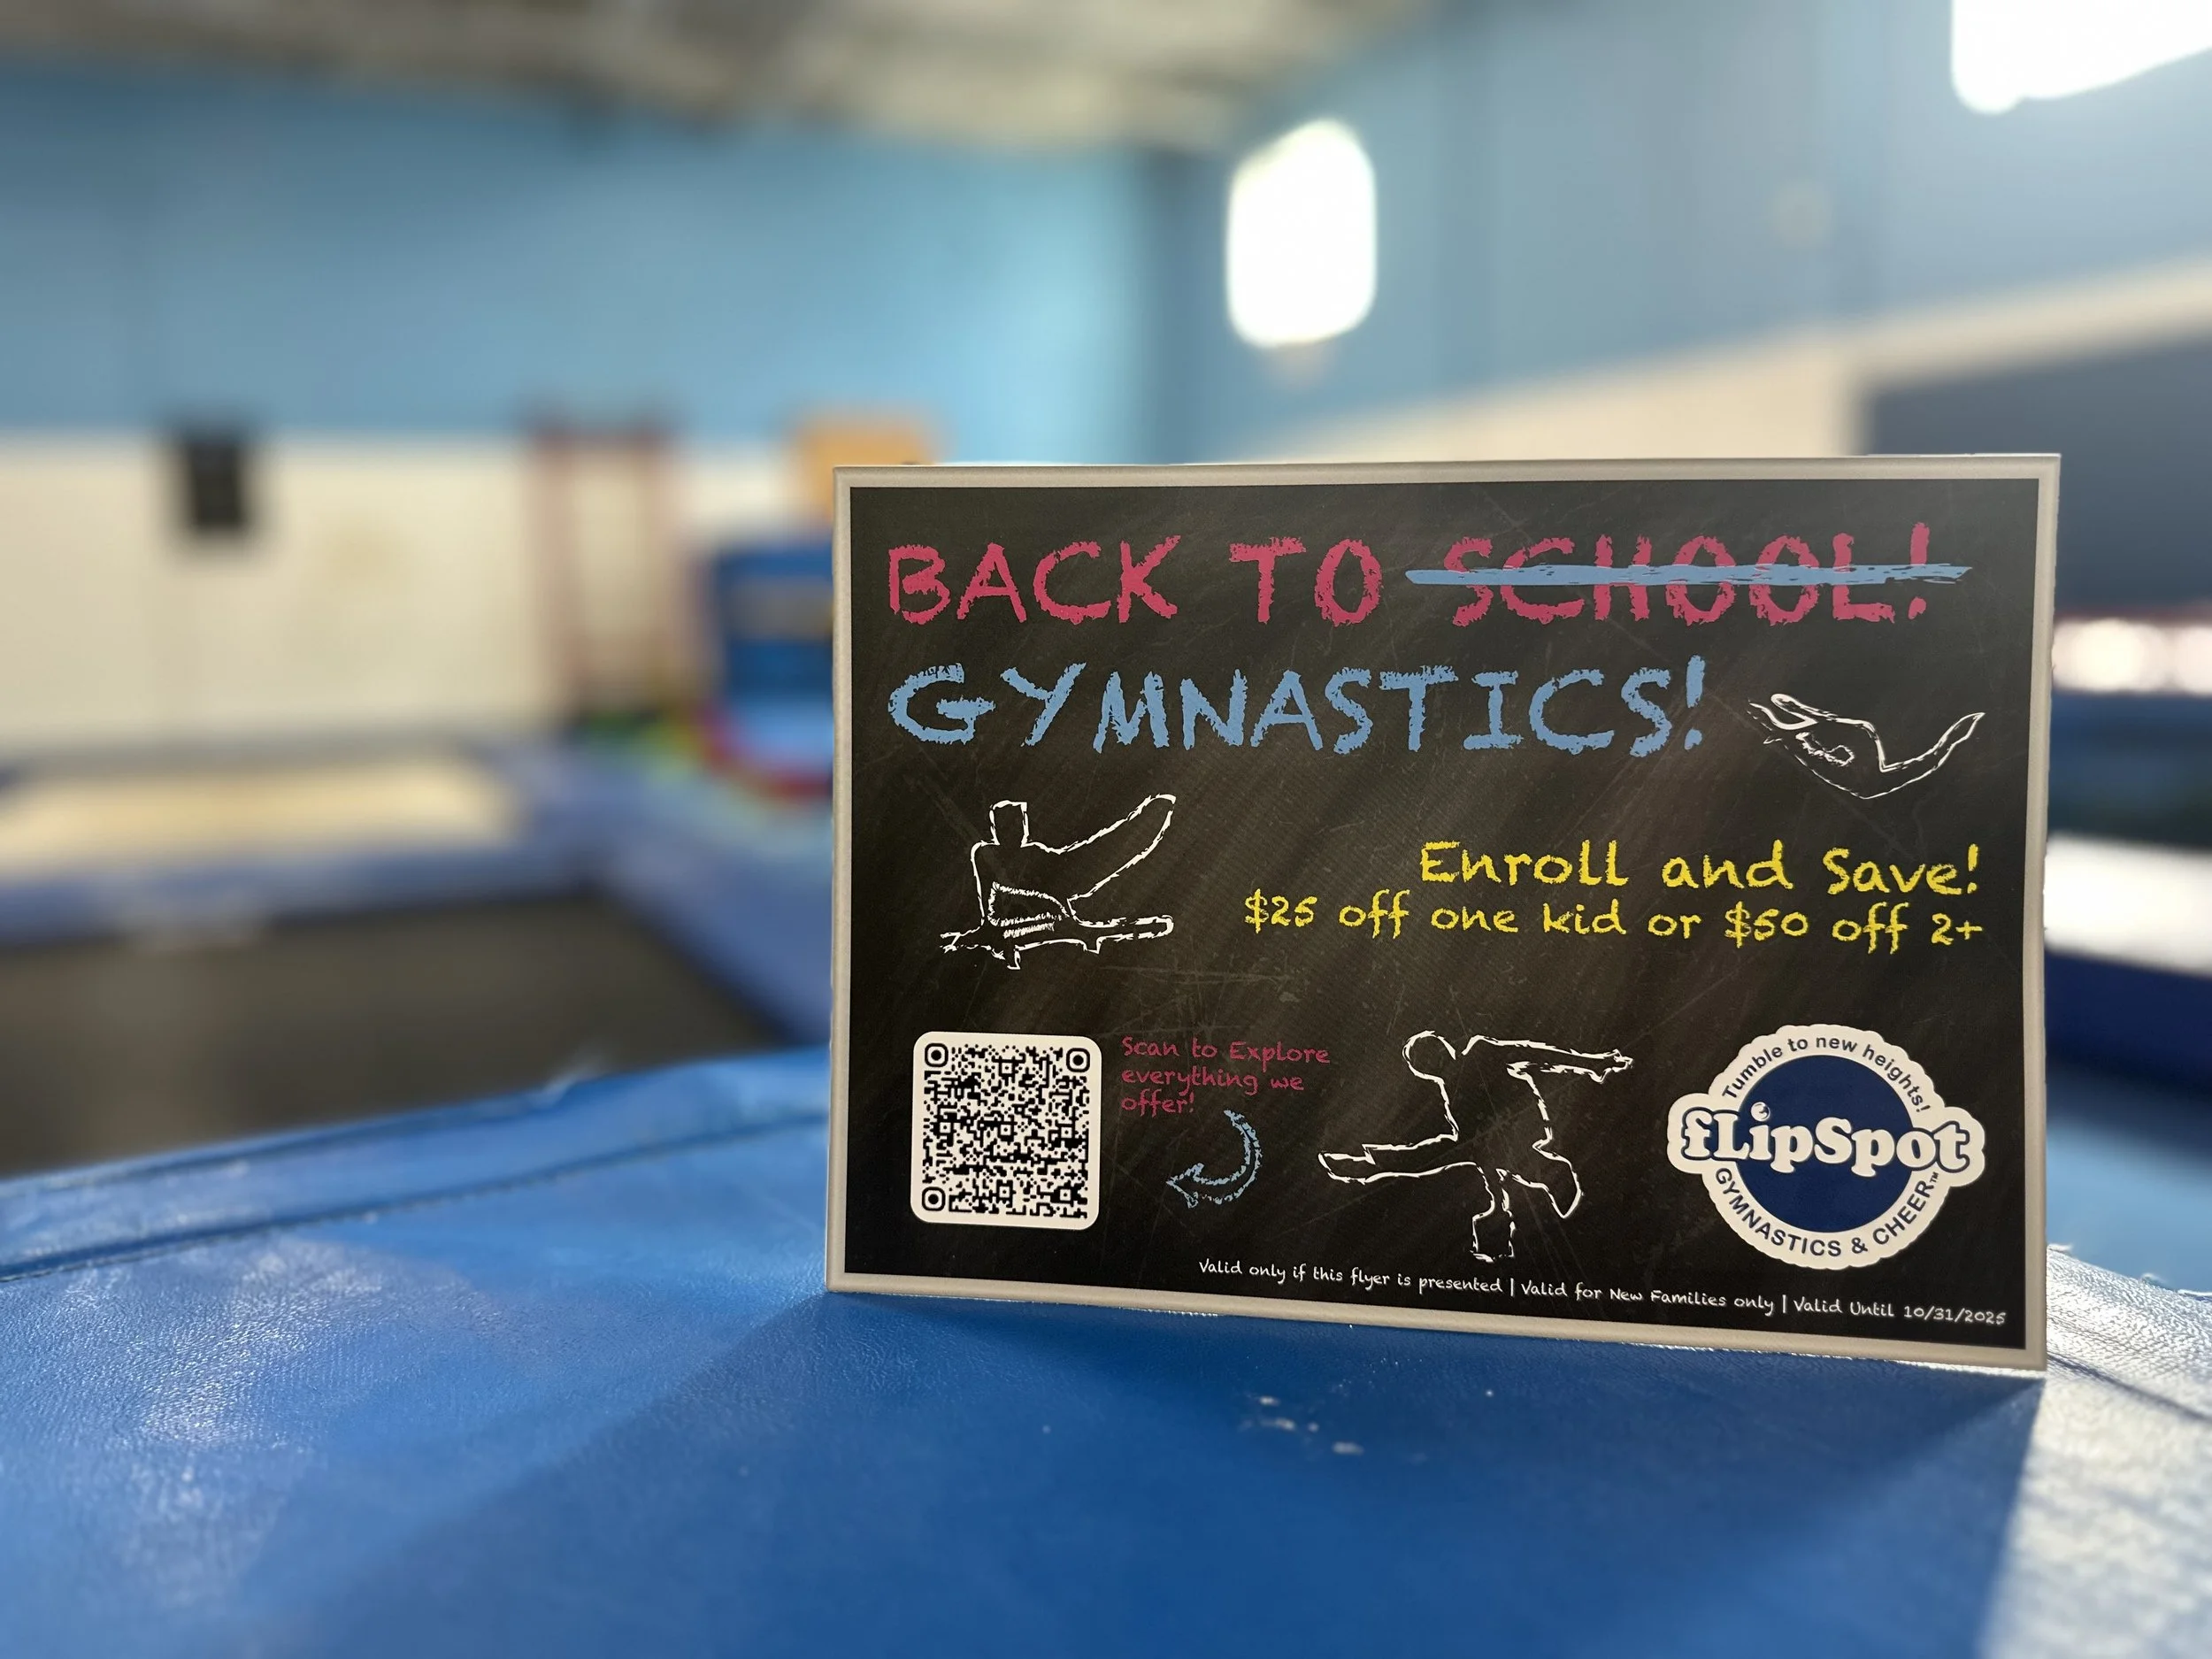 BACK TO SCHOOL!
GYMNASTICS!
Enroll and Save!
$25 off one kid or $50 off 2+
Scan to Explore
everything we
offer!
Tumble to new heights!
fLipSpot
GYMNASTICS & CHEER™
Valid only if this flyer is presented | Valid for New Families only | Valid Until 10/31/2025